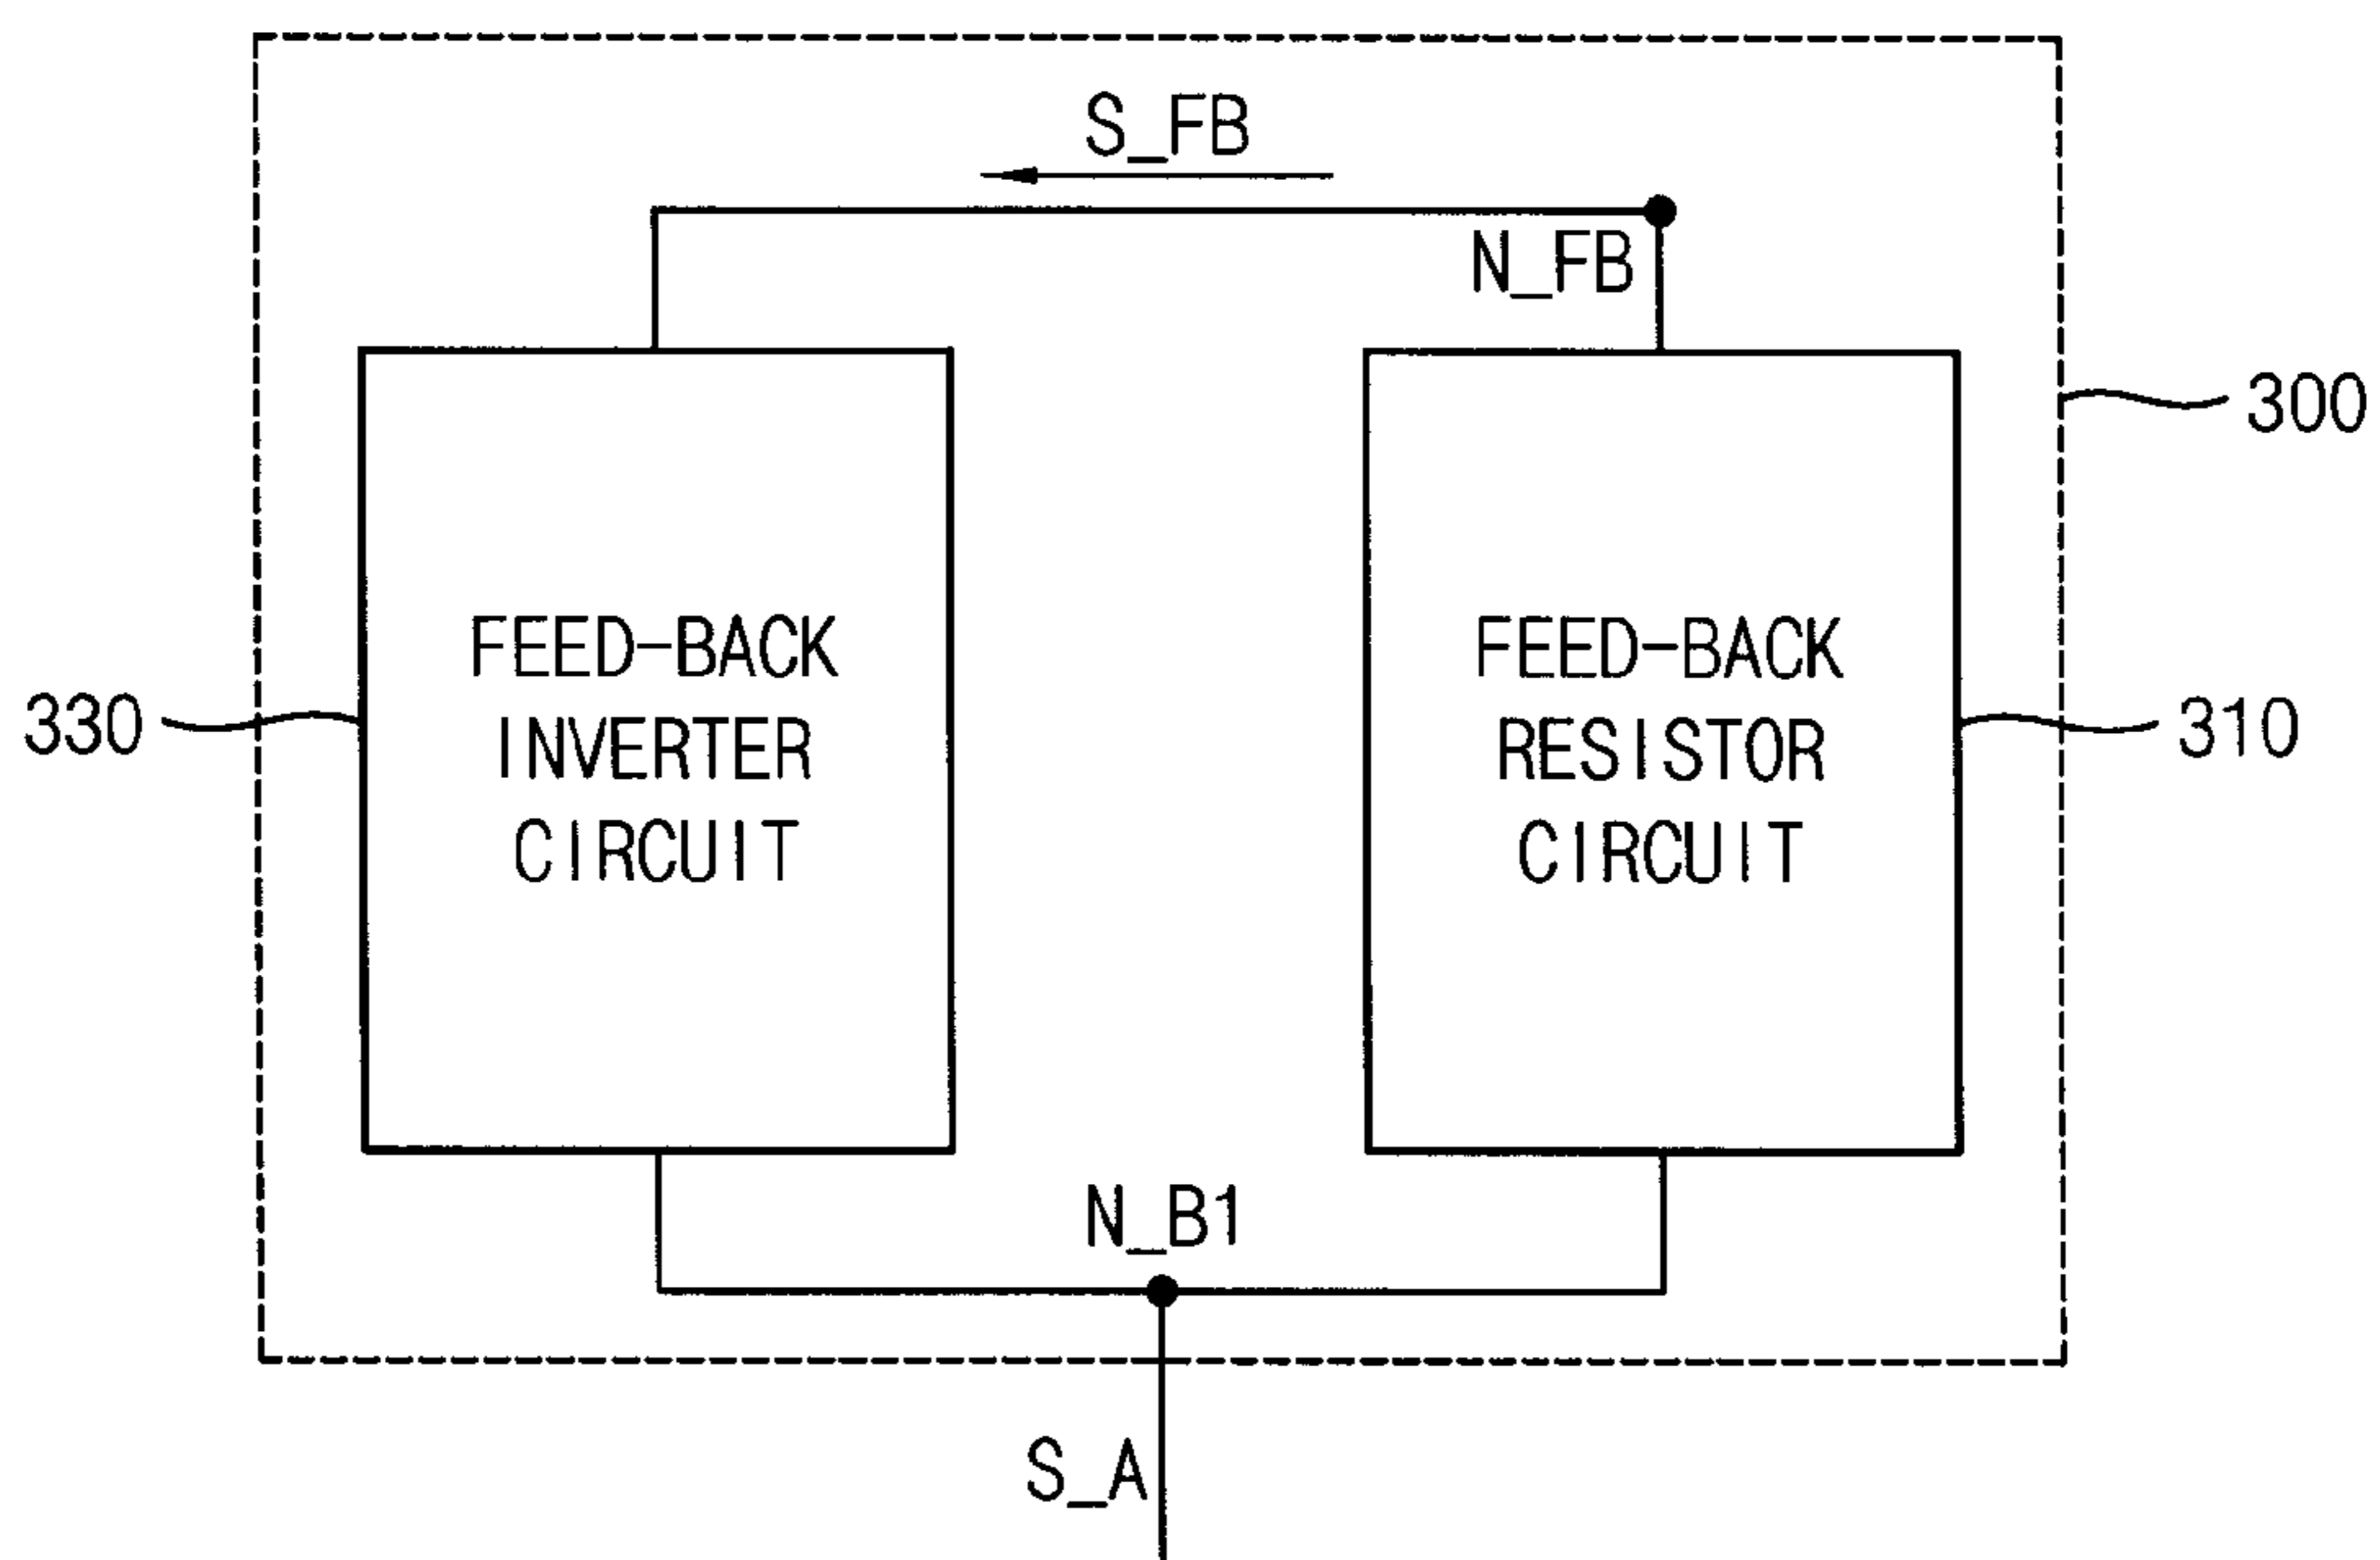 S_FB
N_FB
300
FEED-BACK
INVERTER
CIRCUIT
330
FEED-BACK
RESISTOR
CIRCUIT
310
N_B1
S_A